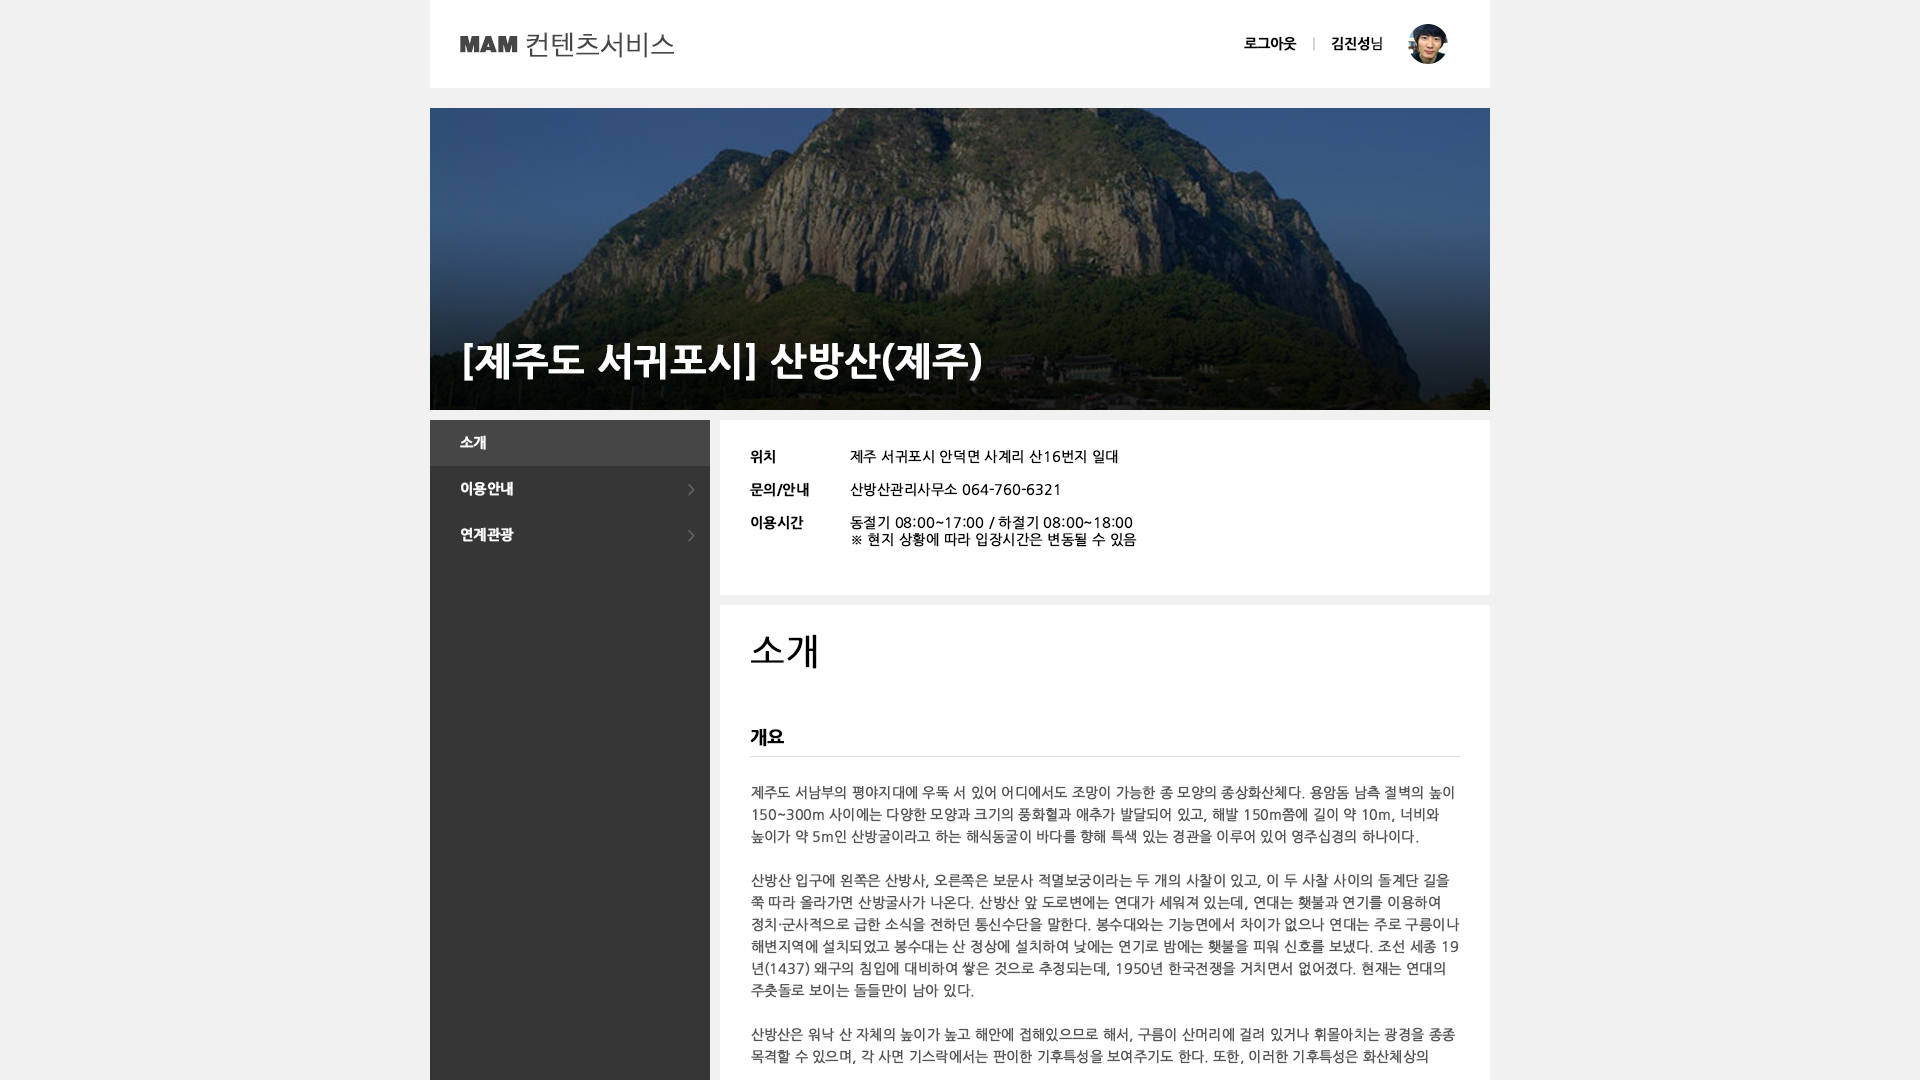 MAM 컨텐츠서비스
로그아웃 | 김진성님
[제주도 서귀포시] 산방산(제주)
소개
이용안내
연계관광
위치 제주 서귀포시 안덕면 사계리 산16번지 일대
문의/안내 산방산관리사무소 064-760-6321
이용시간 동절기 08:00~17:00 / 하절기 08:00~18:00
※ 현지 상황에 따라 입장시간은 변동될 수 있음
소개
개요
제주도 서남부의 평야지대에 우뚝 서 있어 어디에서도 조망이 가능한 종 모양의 종상화산체다. 용암돔 남측 절벽의 높이
150~300m 사이에는 다양한 모양과 크기의 풍화혈과 애추가 발달되어 있고, 해발 150m쯤에 길이 약 10m, 너비와
높이가 약 5m인 산방굴이라고 하는 해식동굴이 바다를 향해 특색 있는 경관을 이루어 있어 영주십경의 하나이다.
산방산 입구에 왼쪽은 산방사, 오른쪽은 보문사 적멸보궁이라는 두 개의 사찰이 있고, 이 두 사찰 사이의 돌계단 길을
쭉 따라 올라가면 산방굴사가 나온다. 산방산 앞 도로변에는 연대가 세워져 있는데, 연대는 횃불과 연기를 이용하여
정치·군사적으로 급한 소식을 전하던 통신수단을 말한다. 봉수대와는 기능면에서 차이가 없으나 연대는 주로 구릉이나
해변지역에 설치되었고 봉수대는 산 정상에 설치하여 낮에는 연기로 밤에는 횃불을 피워 신호를 보냈다. 조선 세종 19
년(1437) 왜구의 침입에 대비하여 쌓은 것으로 추정되는데, 1950년 한국전쟁을 거치면서 없어졌다. 현재는 연대의
주춧돌로 보이는 돌들만이 남아 있다.
산방산은 워낙 산 자체의 높이가 높고 해안에 접해있으므로 해서, 구름이 산머리에 걸려 있거나 휘몰아치는 광경을 종종
목격할 수 있으며, 각 사면 기스락에서는 판이한 기후특성을 보여주기도 한다. 또한, 이러한 기후특성은 화산체상의